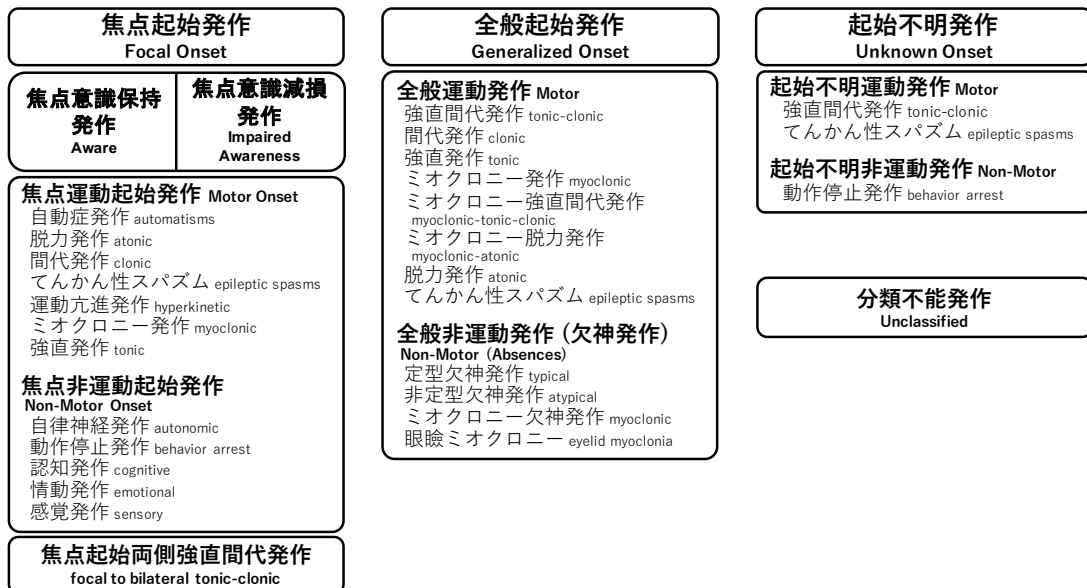 焦点起始発作
Focal Onset
焦点意識保持
発作
Aware
焦点意識減損
発作
Impaired
Awareness
焦点運動起始発作 Motor Onset
自動症発作 automatisms
脱力発作 atonic
間代発作 clonic
てんかん性スパズム epileptic spasms
運動亢進発作 hyperkinetic
ミオクロニー発作 myoclonic
強直発作 tonic
焦点非運動起始発作
Non-Motor Onset
自律神経発作 autonomic
動作停止発作 behavior arrest
認知発作 cognitive
情動発作 emotional
感覚発作 sensory
焦点起始両側強直間代発作
focal to bilateral tonic-clonic
全般起始発作
Generalized Onset
全般運動発作 Motor
強直間代発作 tonic-clonic
間代発作 clonic
強直発作 tonic
ミオクロニー発作 myoclonic
ミオクロニー強直間代発作
myoclonic-tonic-clonic
ミオクロニー脱力発作
myoclonic-atonic
脱力発作 atonic
てんかん性スパズム epileptic spasms
全般非運動発作 (欠神発作)
Non-Motor (Absences)
定型欠神発作 typical
非定型欠神発作 atypical
ミオクロニー欠神発作 myoclonic
眼瞼ミオクロニー eyelid myoclonia
起始不明発作
Unknown Onset
起始不明運動発作 Motor
強直間代発作 tonic-clonic
てんかん性スパズム epileptic spasms
起始不明非運動発作 Non-Motor
動作停止発作 behavior arrest
分類不能発作
Unclassified